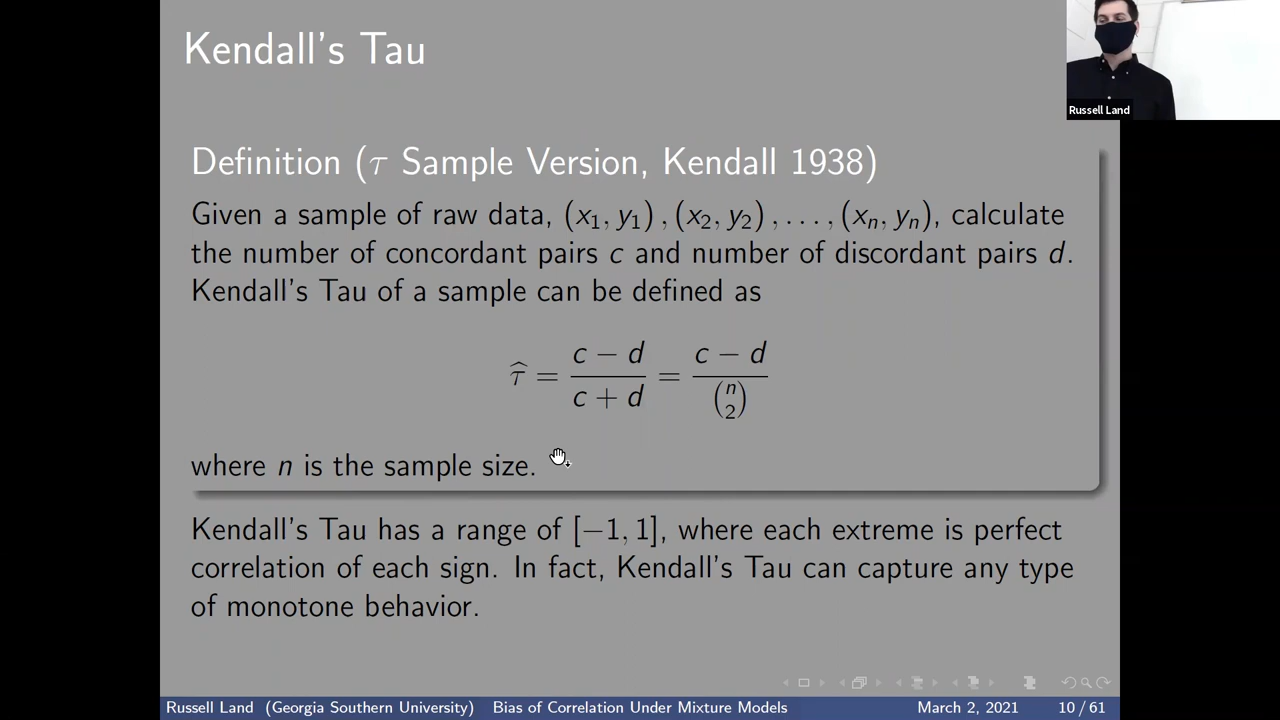 Kendall's Tau
Russell Land
Definition (τ Sample Version, Kendall 1938)
Given a sample of raw data, (x₁, y₁) , (x₂, y₂) , . . . , (xₙ, yₙ), calculate
the number of concordant pairs c and number of discordant pairs d.
Kendall's Tau of a sample can be defined as
τ̂ = (c − d)/(c + d) = (c − d)/(n 2)
where n is the sample size.
Kendall's Tau has a range of [−1, 1], where each extreme is perfect
correlation of each sign. In fact, Kendall's Tau can capture any type
of monotone behavior.
Russell Land (Georgia Southern University) Bias of Correlation Under Mixture Models March 2, 2021 10 / 61